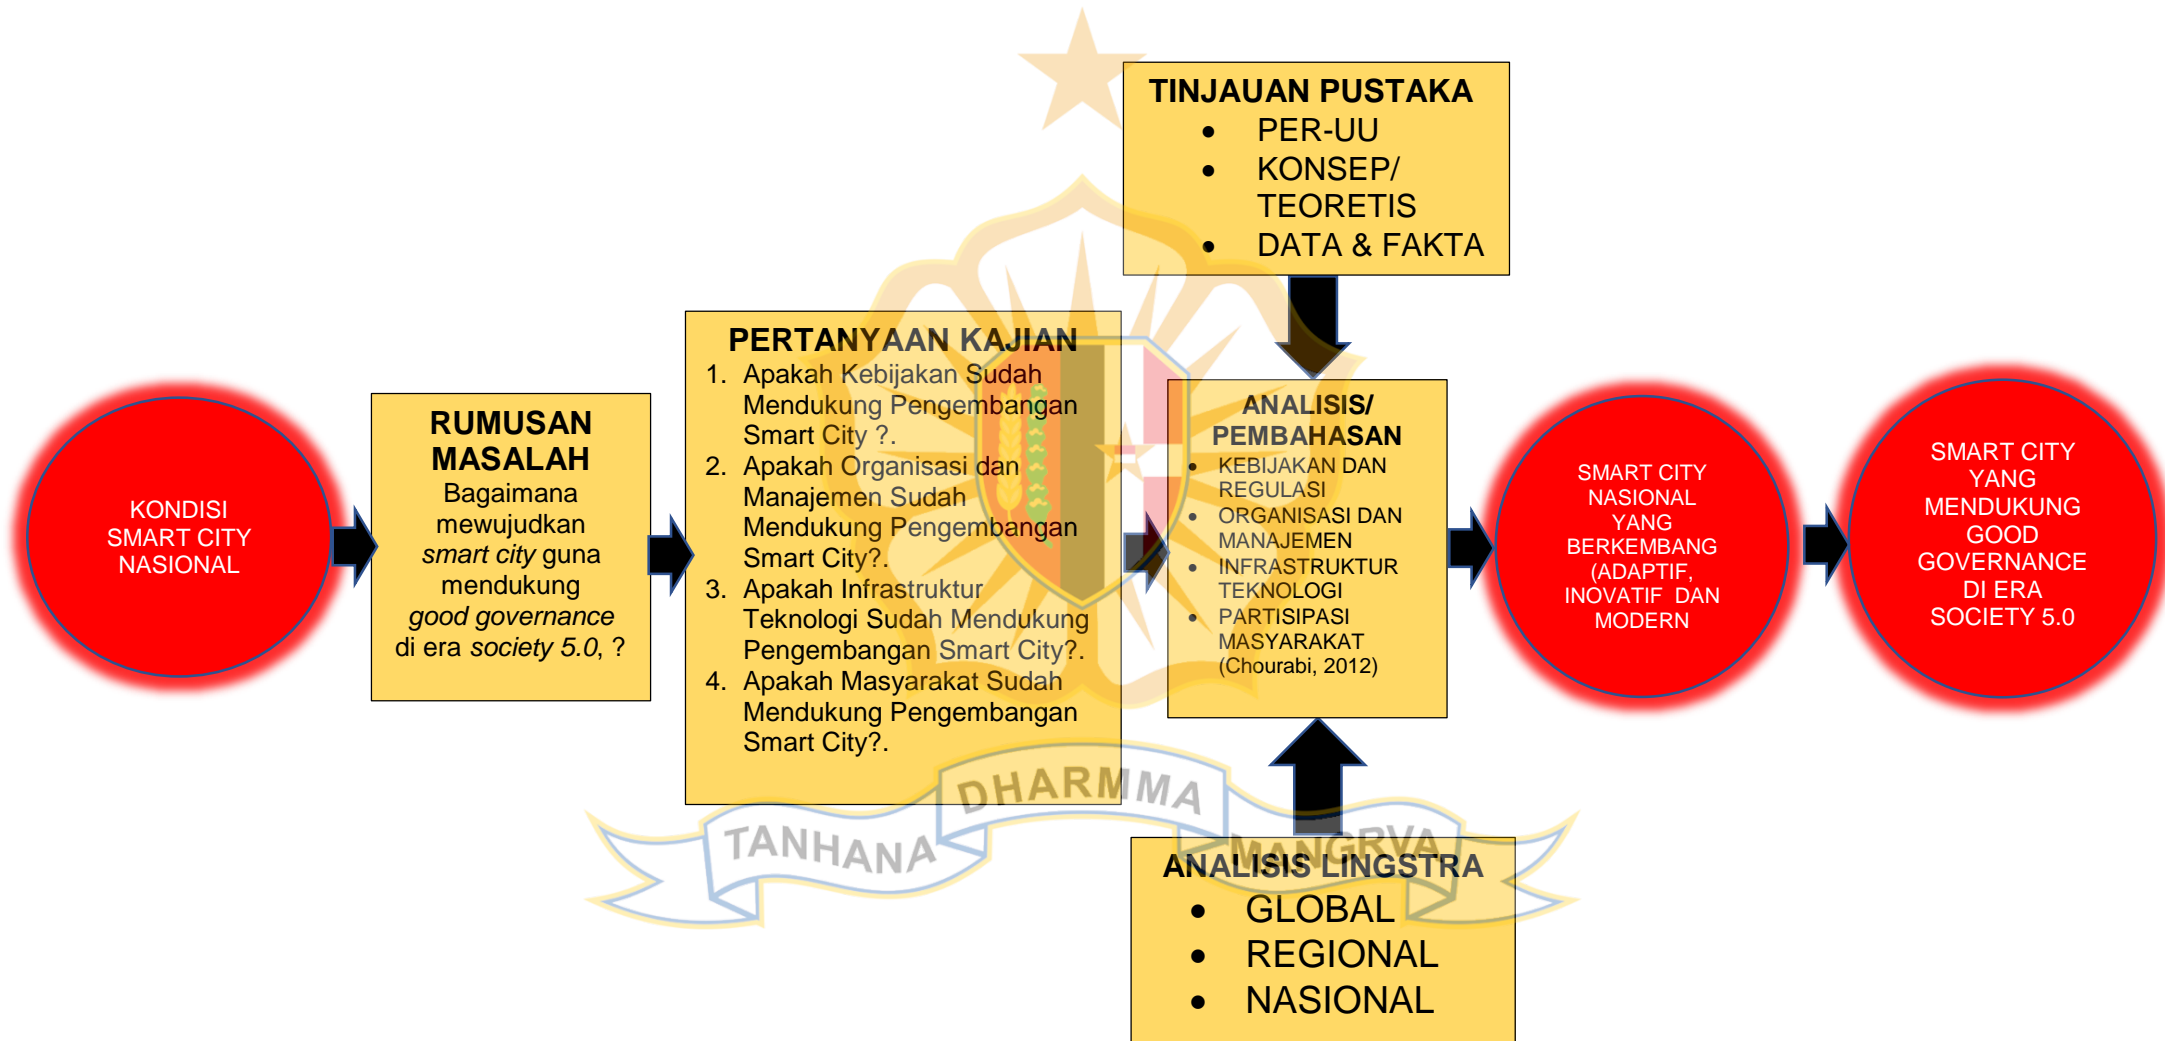 TINJAUAN PUSTAKA
• PER-UU
• KONSEP/
TEORETIS
• DATA & FAKTA
KONDISI
SMART CITY
NASIONAL
RUMUSAN
MASALAH
Bagaimana
mewujudkan
smart city guna
mendukung
good governance
di era society 5.0, ?
PERTANYAAN KAJIAN
1. Apakah Kebijakan Sudah
Mendukung Pengembangan
Smart City ?.
2. Apakah Organisasi dan
Manajemen Sudah
Mendukung Pengembangan
Smart City?.
3. Apakah Infrastruktur
Teknologi Sudah Mendukung
Pengembangan Smart City?.
4. Apakah Masyarakat Sudah
Mendukung Pengembangan
Smart City?.
ANALISIS/
PEMBAHASAN
• KEBIJAKAN DAN
REGULASI
• ORGANISASI DAN
MANAJEMEN
• INFRASTRUKTUR
TEKNOLOGI
• PARTISIPASI
MASYARAKAT
(Chourabi, 2012)
SMART CITY
NASIONAL
YANG
BERKEMBANG
(ADAPTIF,
INOVATIF DAN
MODERN
SMART CITY
YANG
MENDUKUNG
GOOD
GOVERNANCE
DI ERA
SOCIETY 5.0
TANHANA DHARMMA MANGRVA
ANALISIS LINGSTRA
• GLOBAL
• REGIONAL
• NASIONAL